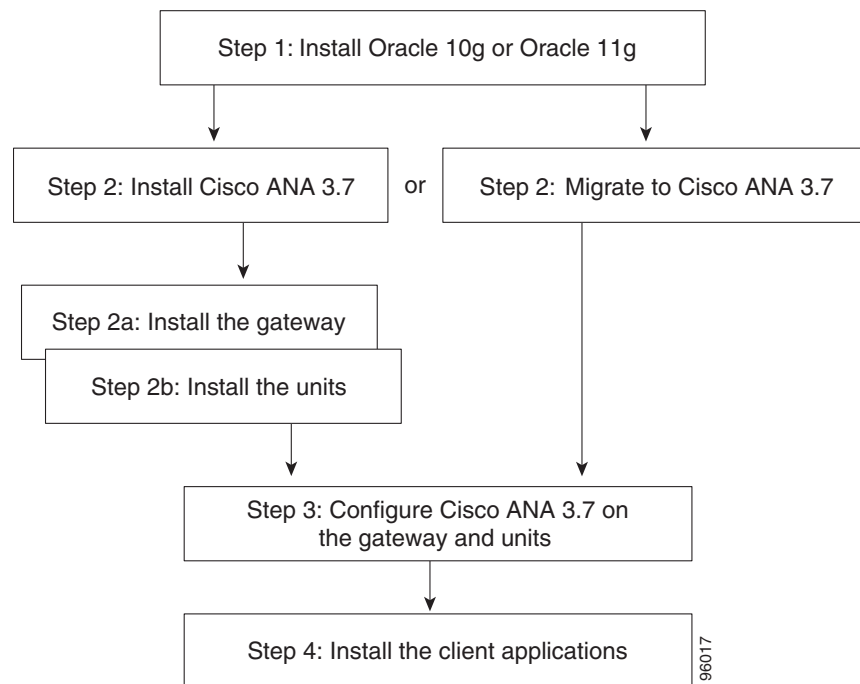 Step 1: Install Oracle 10g or Oracle 11g
Step 2: Install Cisco ANA 3.7
or
Step 2: Migrate to Cisco ANA 3.7
Step 2a: Install the gateway
Step 2b: Install the units
Step 3: Configure Cisco ANA 3.7 on
the gateway and units
Step 4: Install the client applications
96017